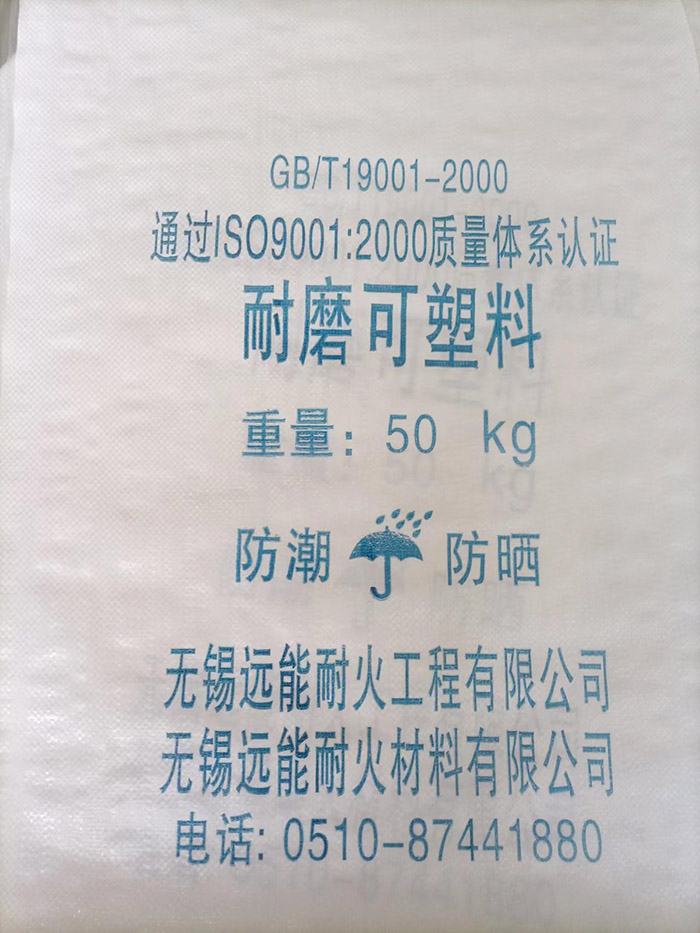 GB/T19001-2000
通过ISO9001:2000质量体系认证
耐磨可塑料
重量：50 kg
防潮 防晒
无锡远能耐火工程有限公司
无锡远能耐火材料有限公司
电话: 0510-87441880